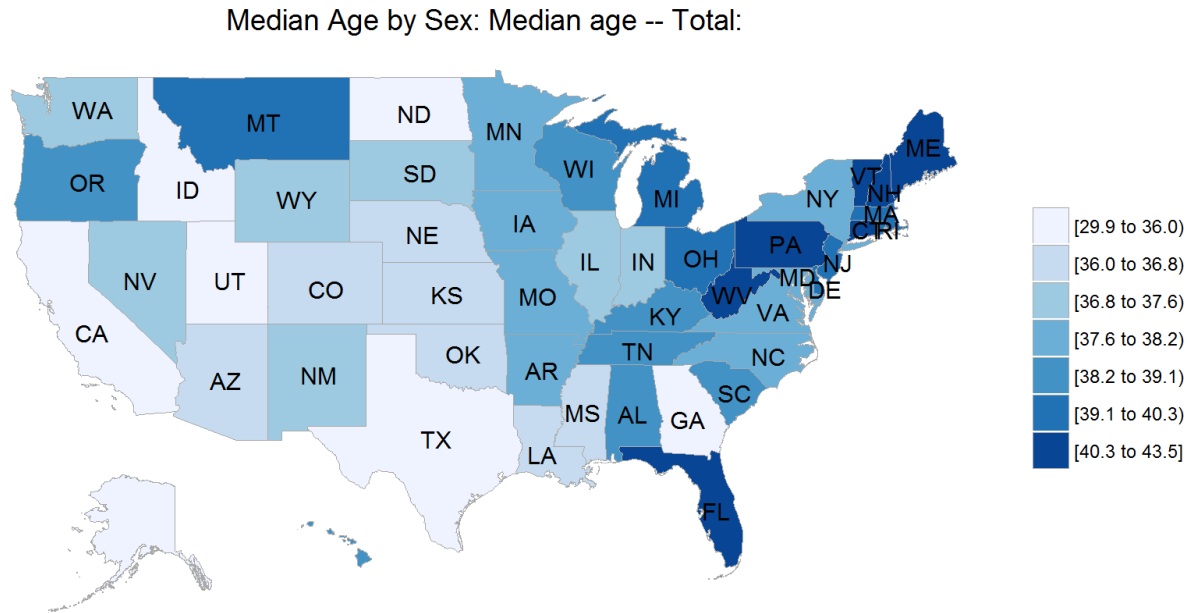 Median Age by Sex: Median age -- Total:
WA
MT
ND
MN
ME
OR
ID
WY
SD
WI
MI
NY
VT
NH
MA
CT
RI
NV
UT
CO
NE
IA
IL
IN
OH
PA
NJ
MD
DE
CA
KS
MO
KY
WV
VA
AZ
NM
OK
AR
TN
NC
TX
LA
MS
AL
GA
SC
FL
[29.9 to 36.0)
[36.0 to 36.8)
[36.8 to 37.6)
[37.6 to 38.2)
[38.2 to 39.1)
[39.1 to 40.3)
[40.3 to 43.5]